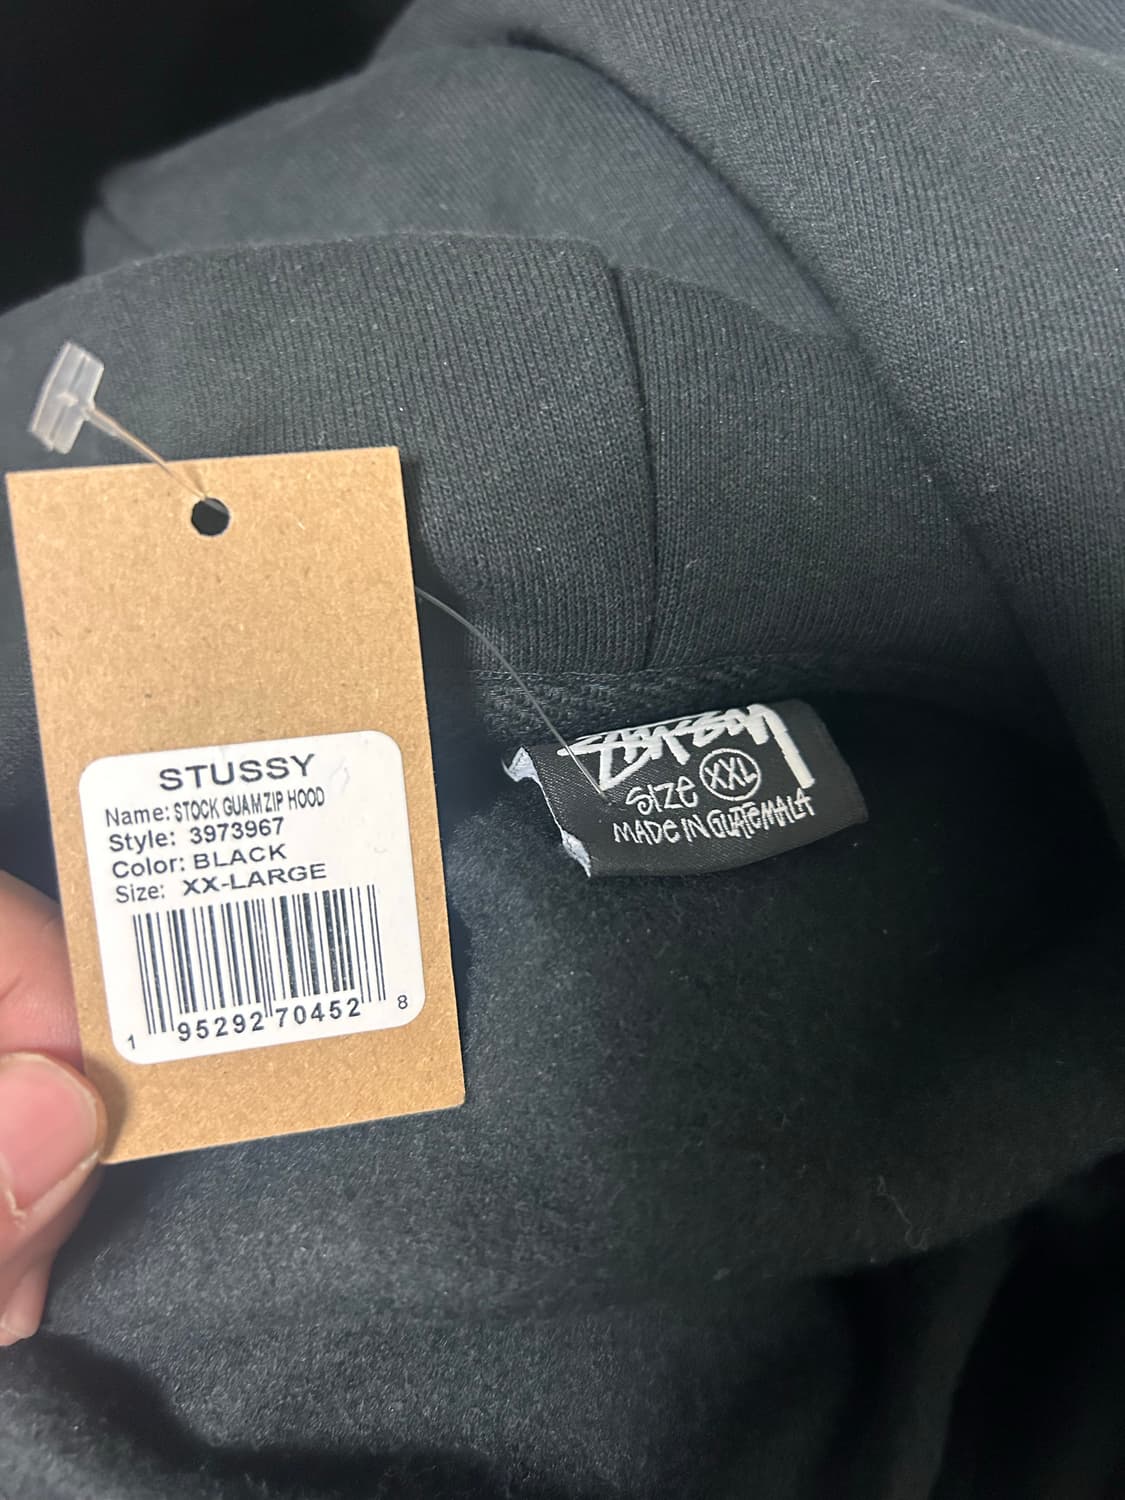 STUSSY
Name: STOCK GUAM ZIP HOOD
Style: 3973967
Color: BLACK
Size: XX-LARGE
1 95292 70452 8
Stüssy
SIZE XXL
MADE IN GUATEMALA